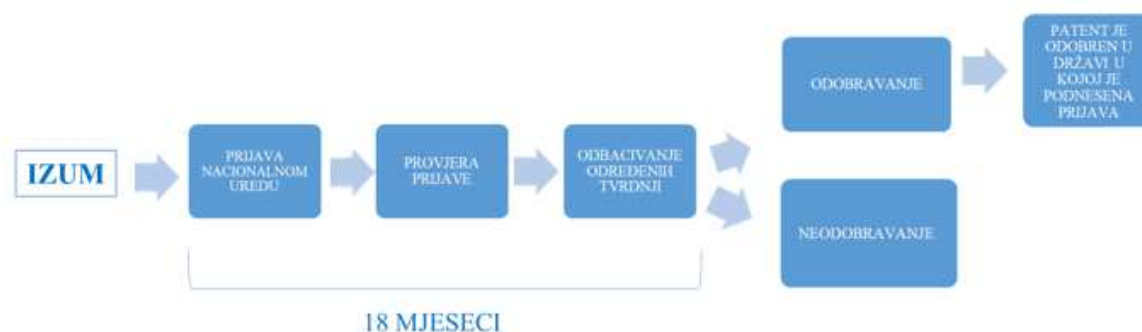 IZUM
PRIJAVA
NACIONALNOM
UREDU
PROVJERA
PRIJAVE
ODBACIVANJE
ODREĐENIH
TVRDNJI
ODOBRAVANJE
PATENT JE
ODOBREN U
DRŽAVI U
KOJOJ JE
PODNESENA
PRIJAVA
NEODOBRAVANJE
18 MJESECI